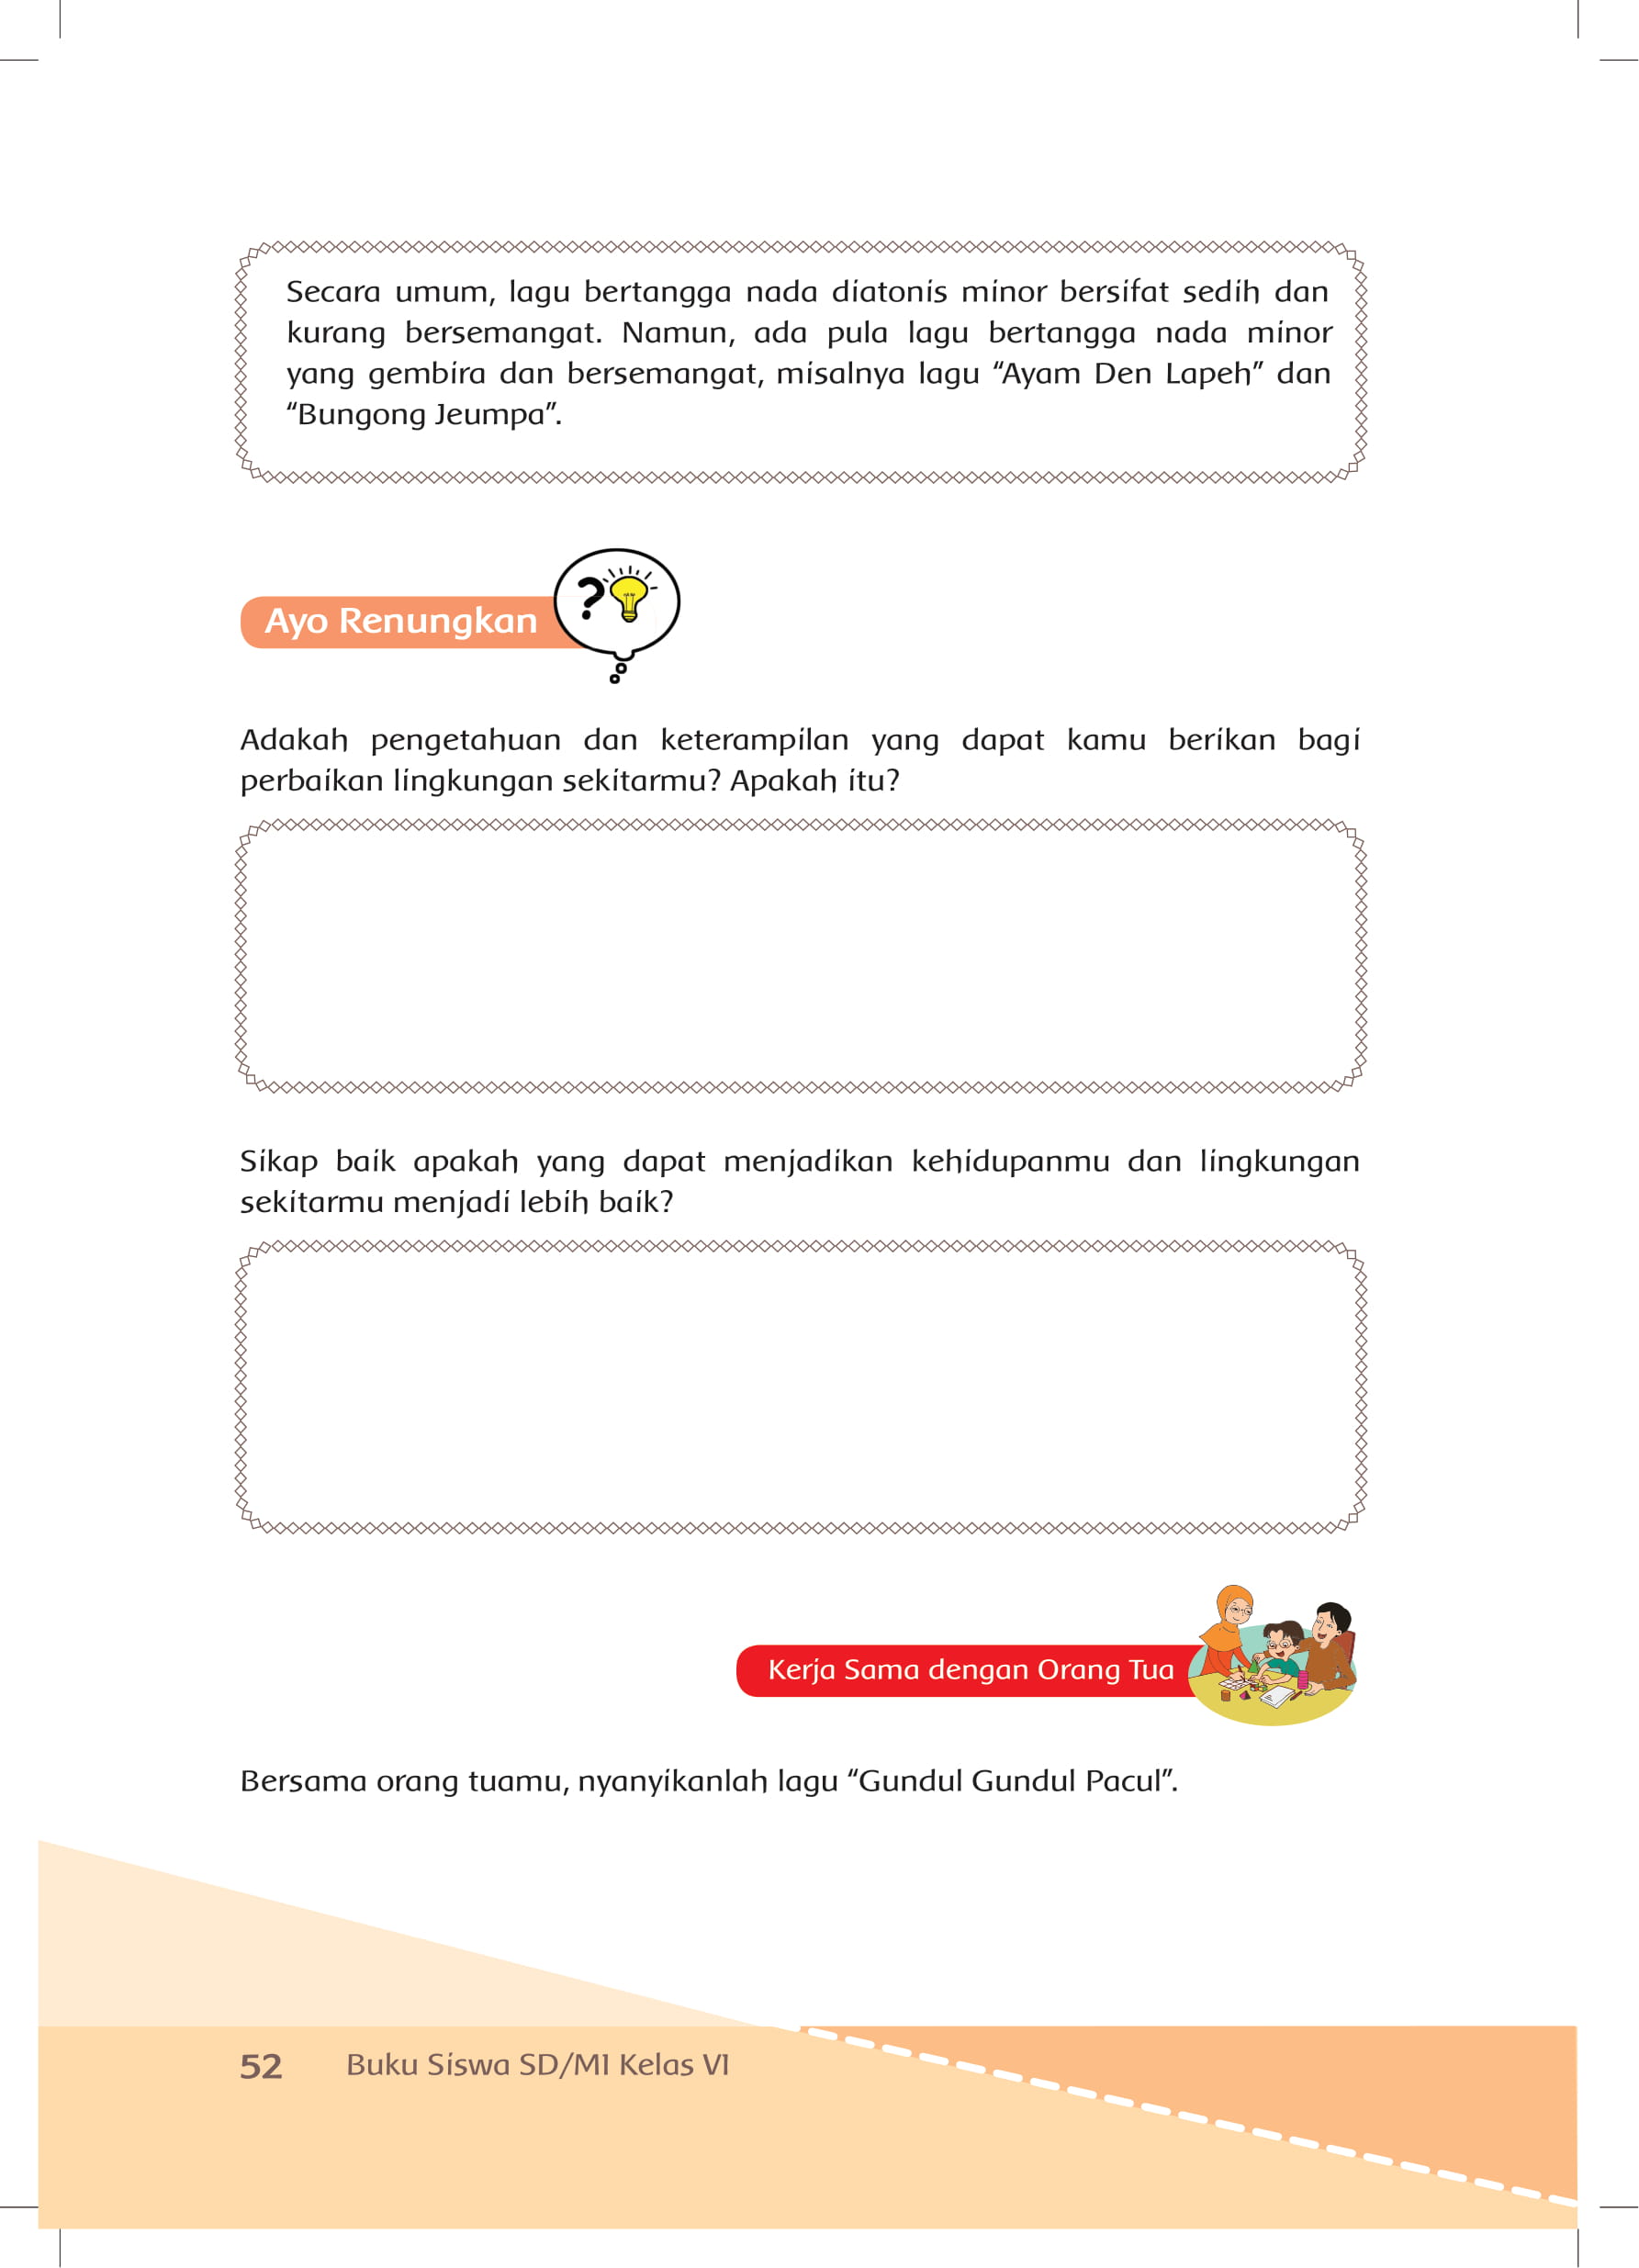 Secara umum, lagu bertangga nada diatonis minor bersifat sedih dan
kurang bersemangat. Namun, ada pula lagu bertangga nada minor
yang gembira dan bersemangat, misalnya lagu “Ayam Den Lapeh” dan
“Bungong Jeumpa”.
Ayo Renungkan
?
Adakah pengetahuan dan keterampilan yang dapat kamu berikan bagi
perbaikan lingkungan sekitarmu? Apakah itu?
Sikap baik apakah yang dapat menjadikan kehidupanmu dan lingkungan
sekitarmu menjadi lebih baik?
Kerja Sama dengan Orang Tua
Bersama orang tuamu, nyanyikanlah lagu “Gundul Gundul Pacul”.
52 Buku Siswa SD/MI Kelas VI